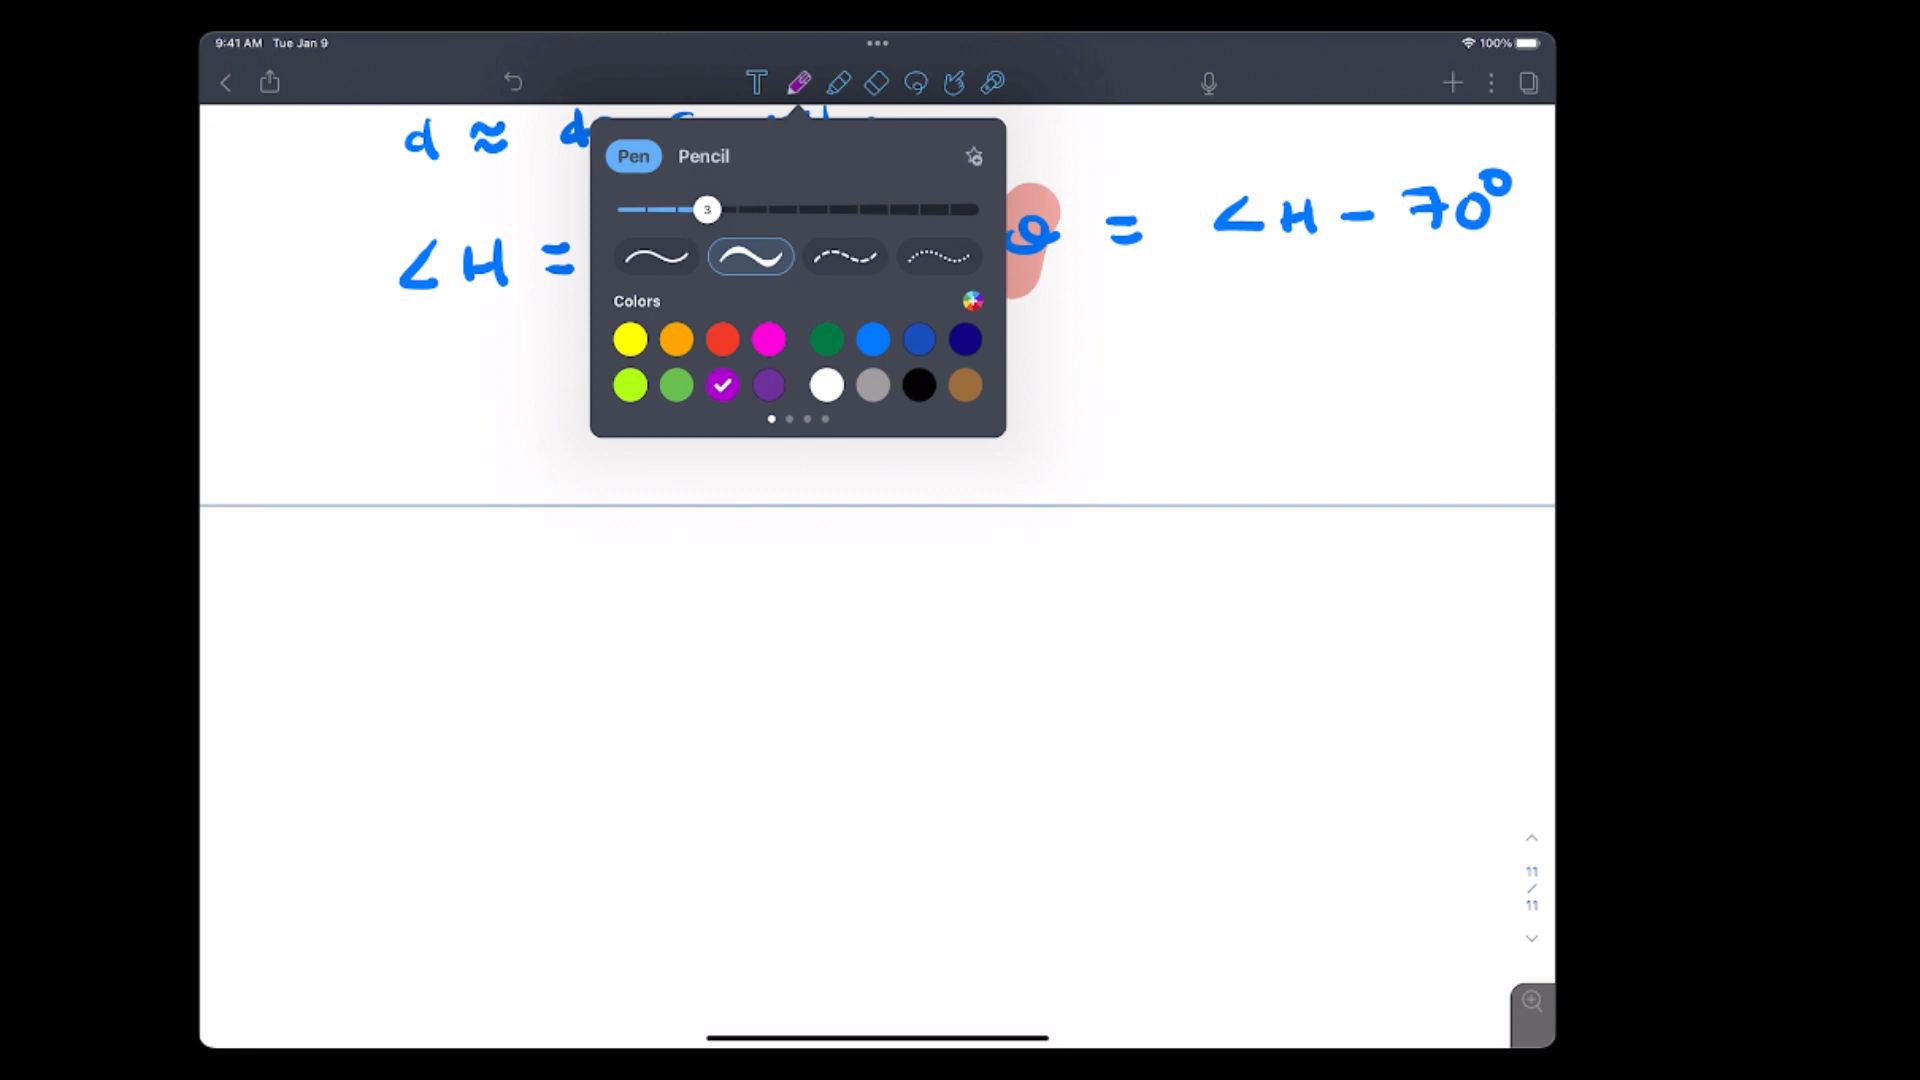 9:41 AM Tue Jan 9
100%
T
d ≈
Pen Pencil
3
θ = ∠H - 70°
∠H =
Colors
11
/
11